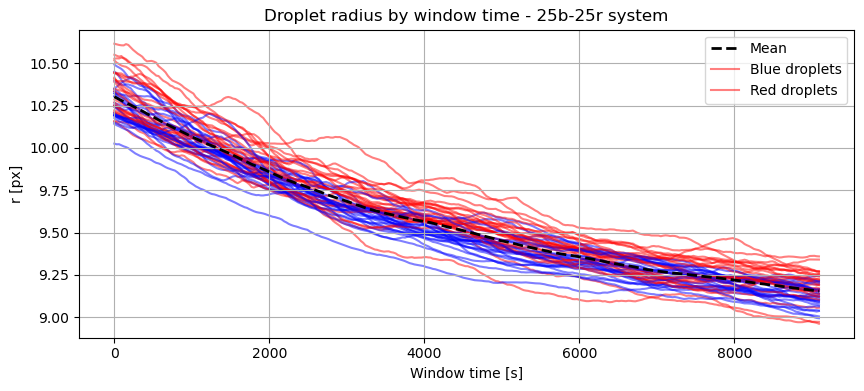 Droplet radius by window time - 25b-25r system
Mean
Blue droplets
Red droplets
10.50
10.25
10.00
9.75
9.50
9.25
9.00
r [px]
0 2000 4000 6000 8000
Window time [s]